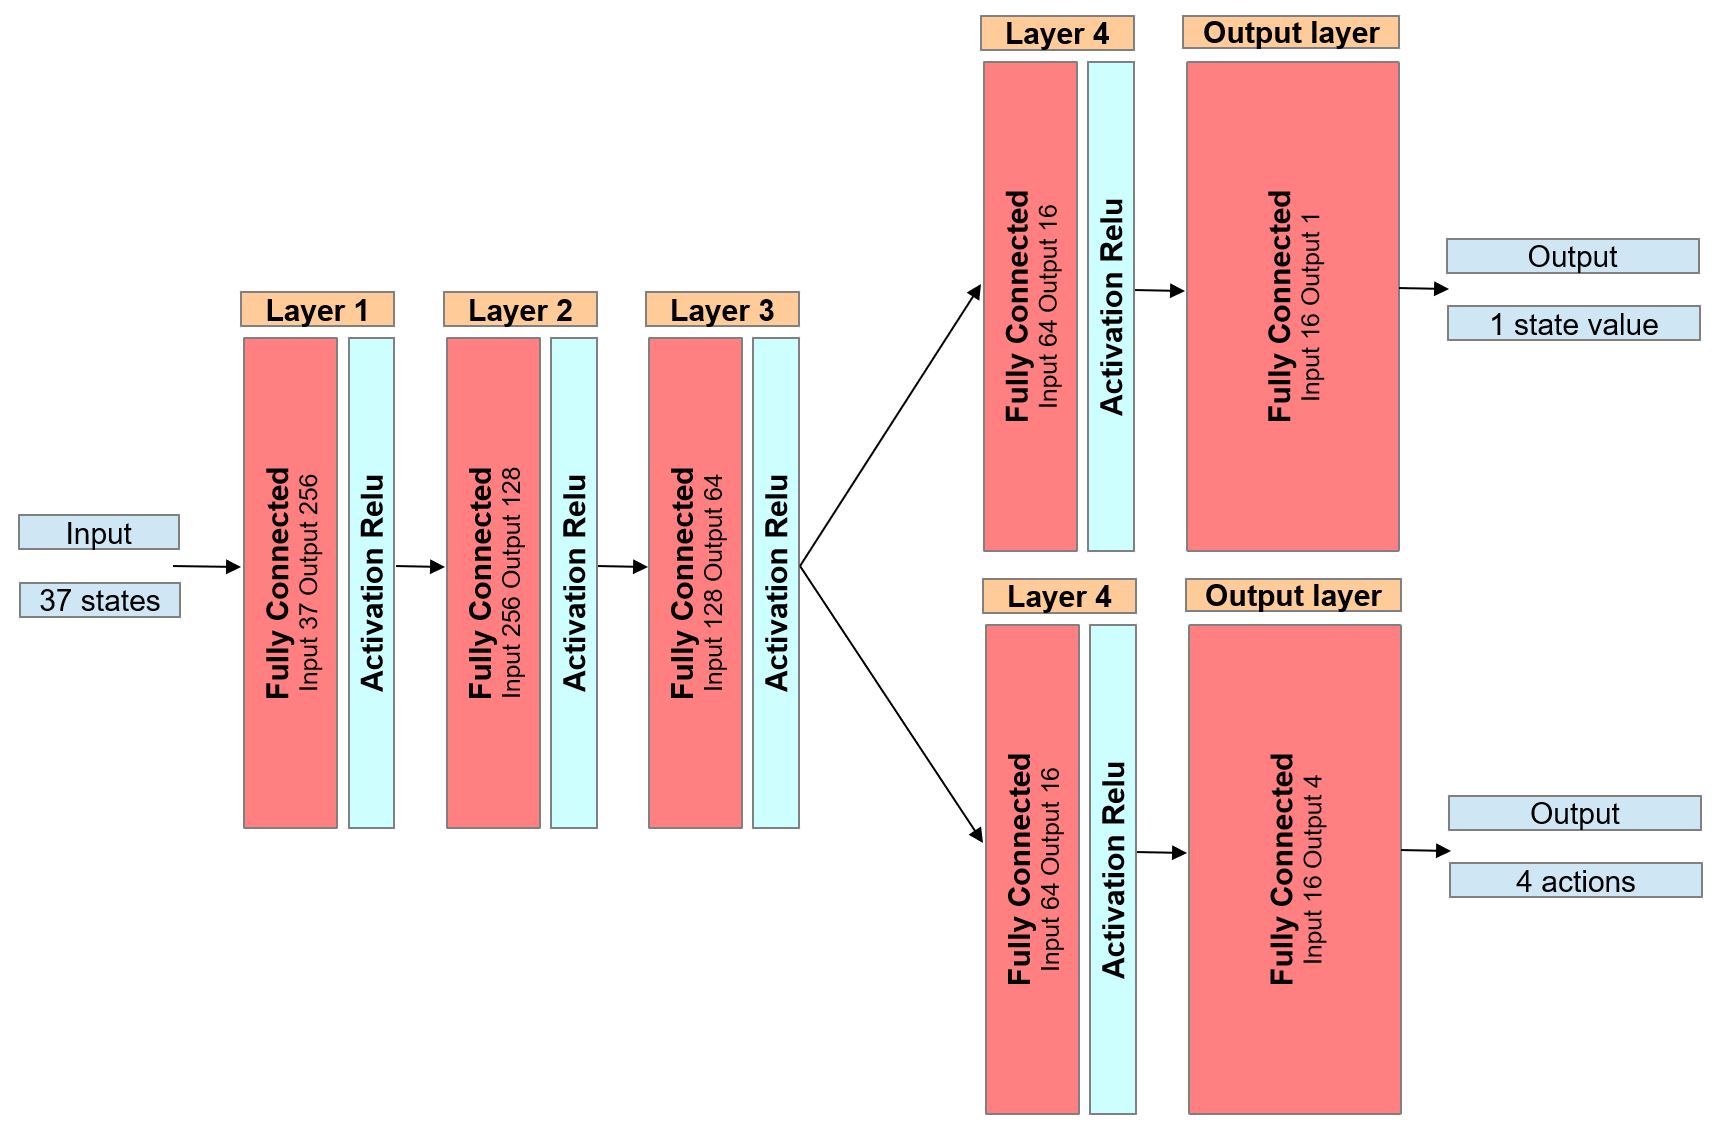 Input
37 states
Layer 1
Fully Connected
Input 37 Output 256
Activation Relu
Layer 2
Fully Connected
Input 256 Output 128
Activation Relu
Layer 3
Fully Connected
Input 128 Output 64
Activation Relu
Layer 4
Fully Connected
Input 64 Output 16
Activation Relu
Output layer
Fully Connected
Input 16 Output 1
Output
1 state value
Layer 4
Fully Connected
Input 64 Output 16
Activation Relu
Output layer
Fully Connected
Input 16 Output 4
Output
4 actions